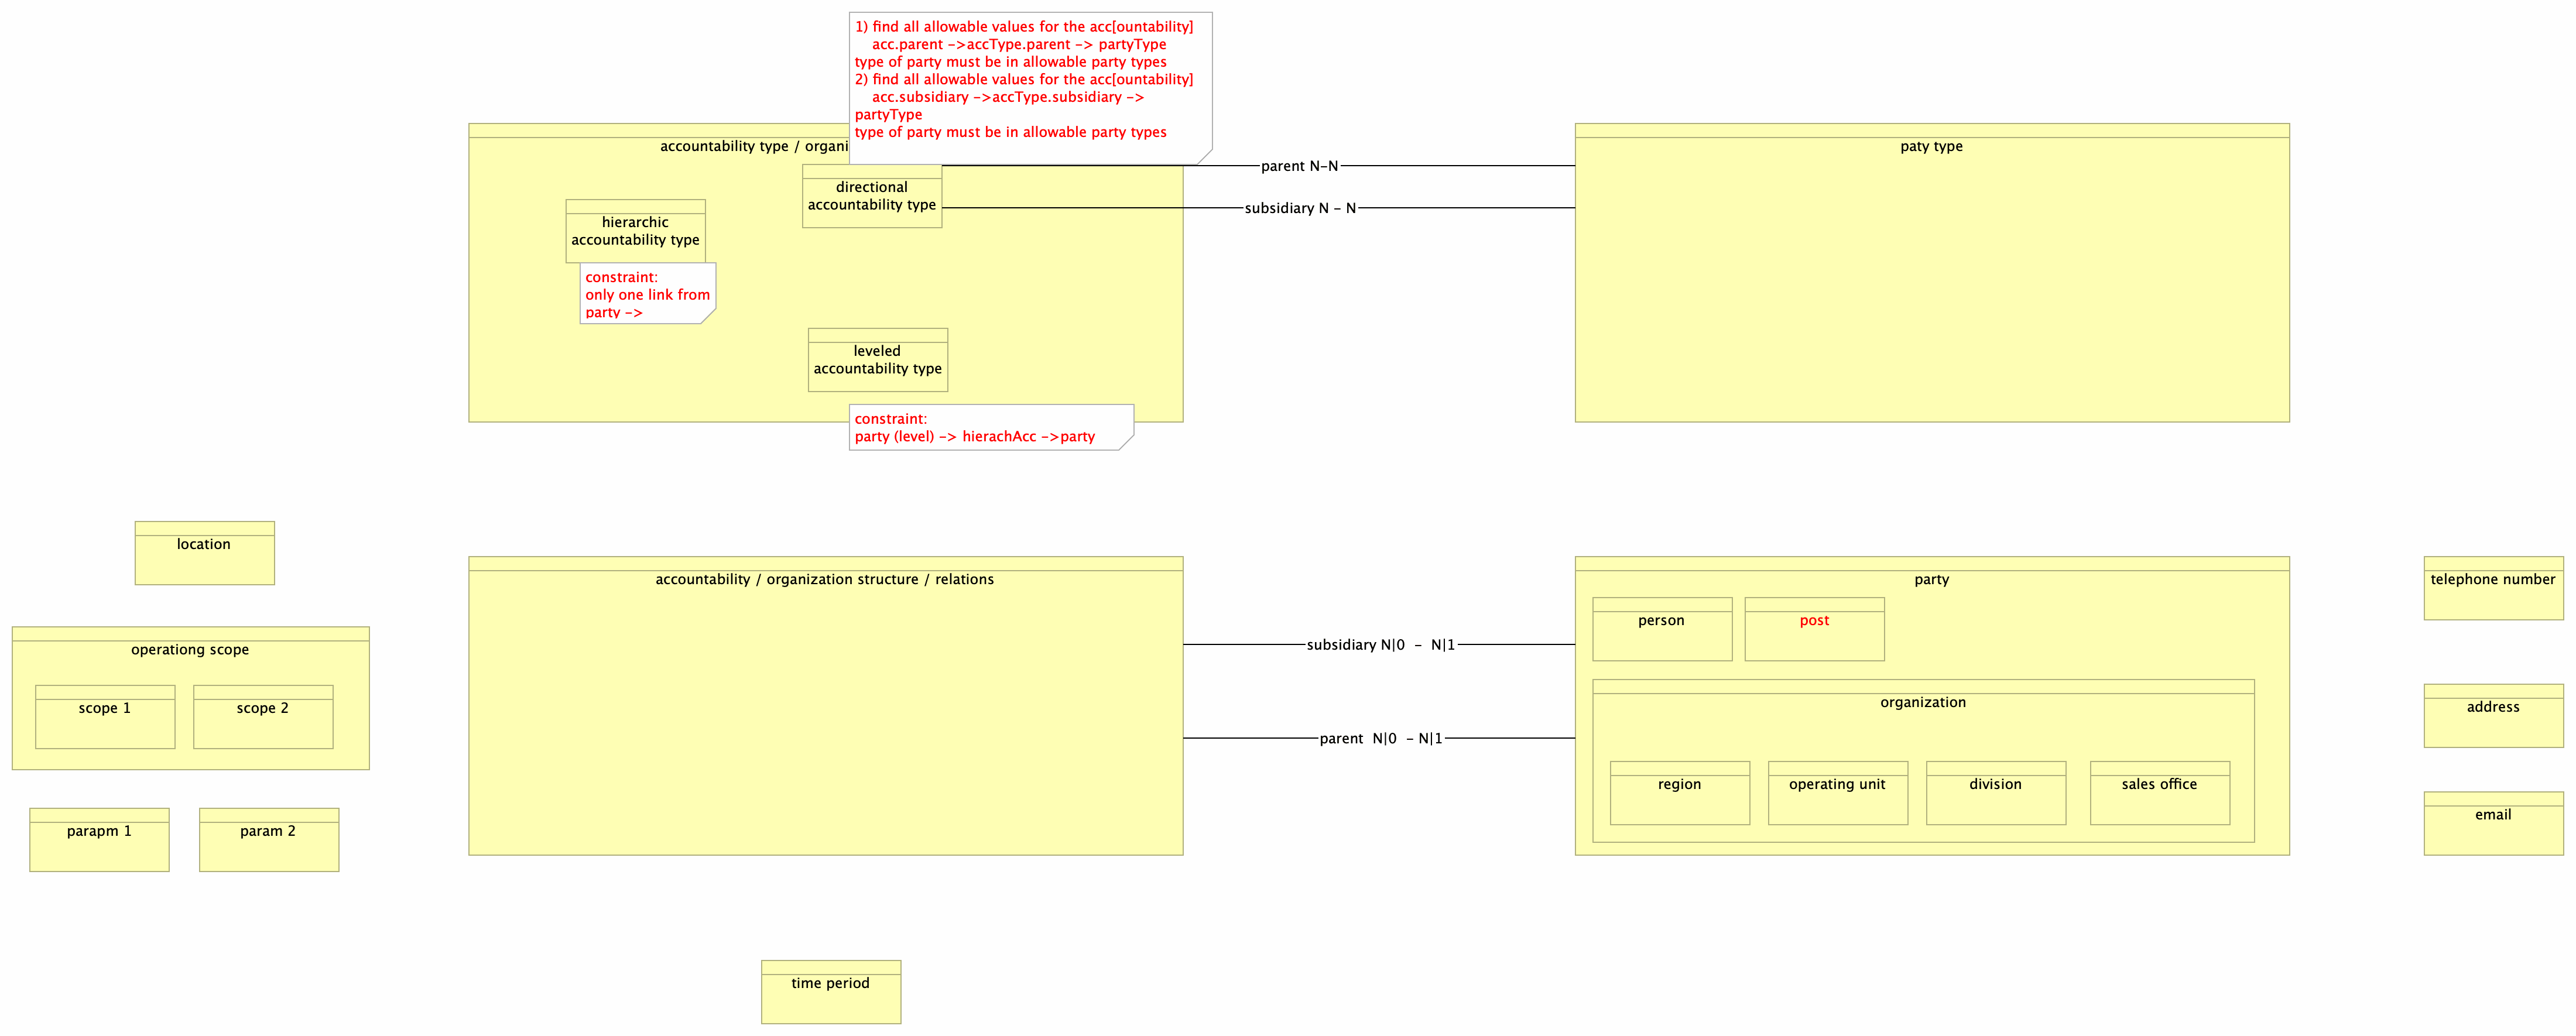 1) find all allowable values for the acc[ountability]
acc.parent ->accType.parent -> partyType
type of party must be in allowable party types
2) find all allowable values for the acc[ountability]
acc.subsidiary ->accType.subsidiary ->
partyType
type of party must be in allowable party types
accountability type / organi
paty type
parent N-N
directional
accountability type
subsidiary N - N
hierarchic
accountability type
constraint:
only one link from
party ->
leveled
accountability type
constraint:
party (level) -> hierachAcc ->party
location
accountability / organization structure / relations
party
telephone number
person
post
operationg scope
subsidiary N|0 - N|1
scope 1
scope 2
organization
address
parent N|0 - N|1
region
operating unit
division
sales office
parapm 1
param 2
email
time period